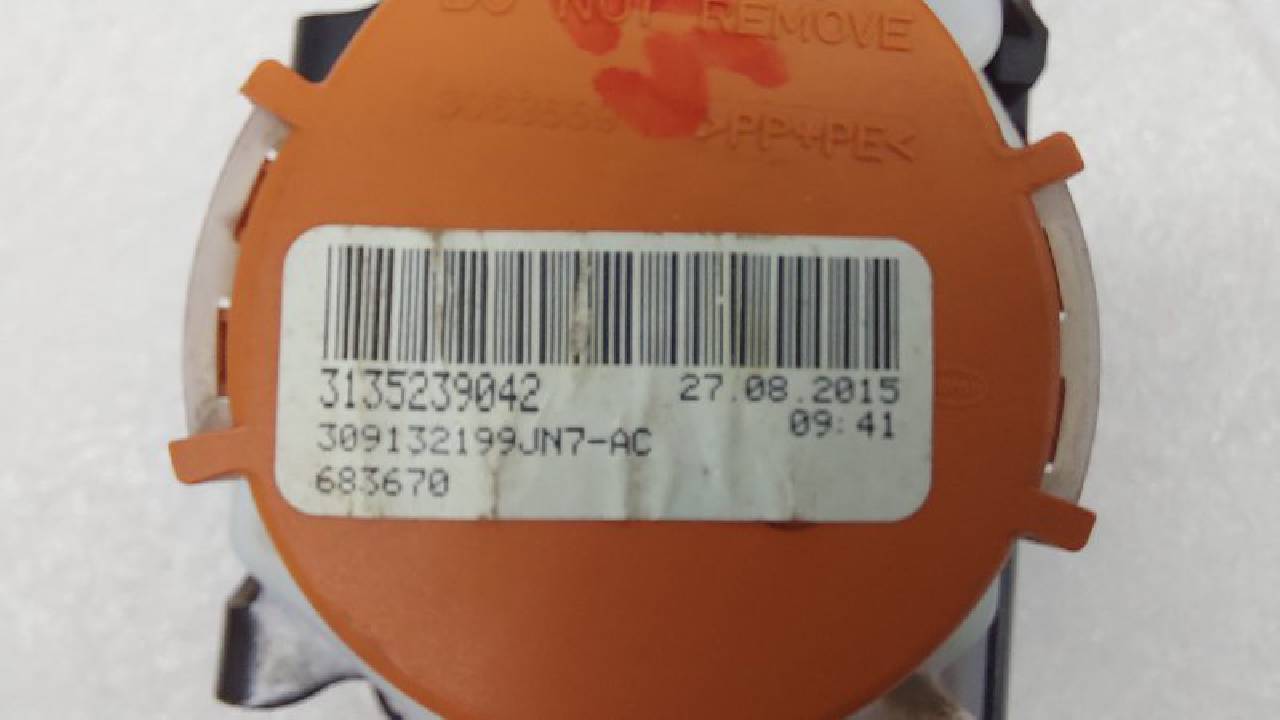 DO NOT REMOVE
>PP+PE<
3135239042
27.08.2015
09:41
309132199JN7-AC
683670